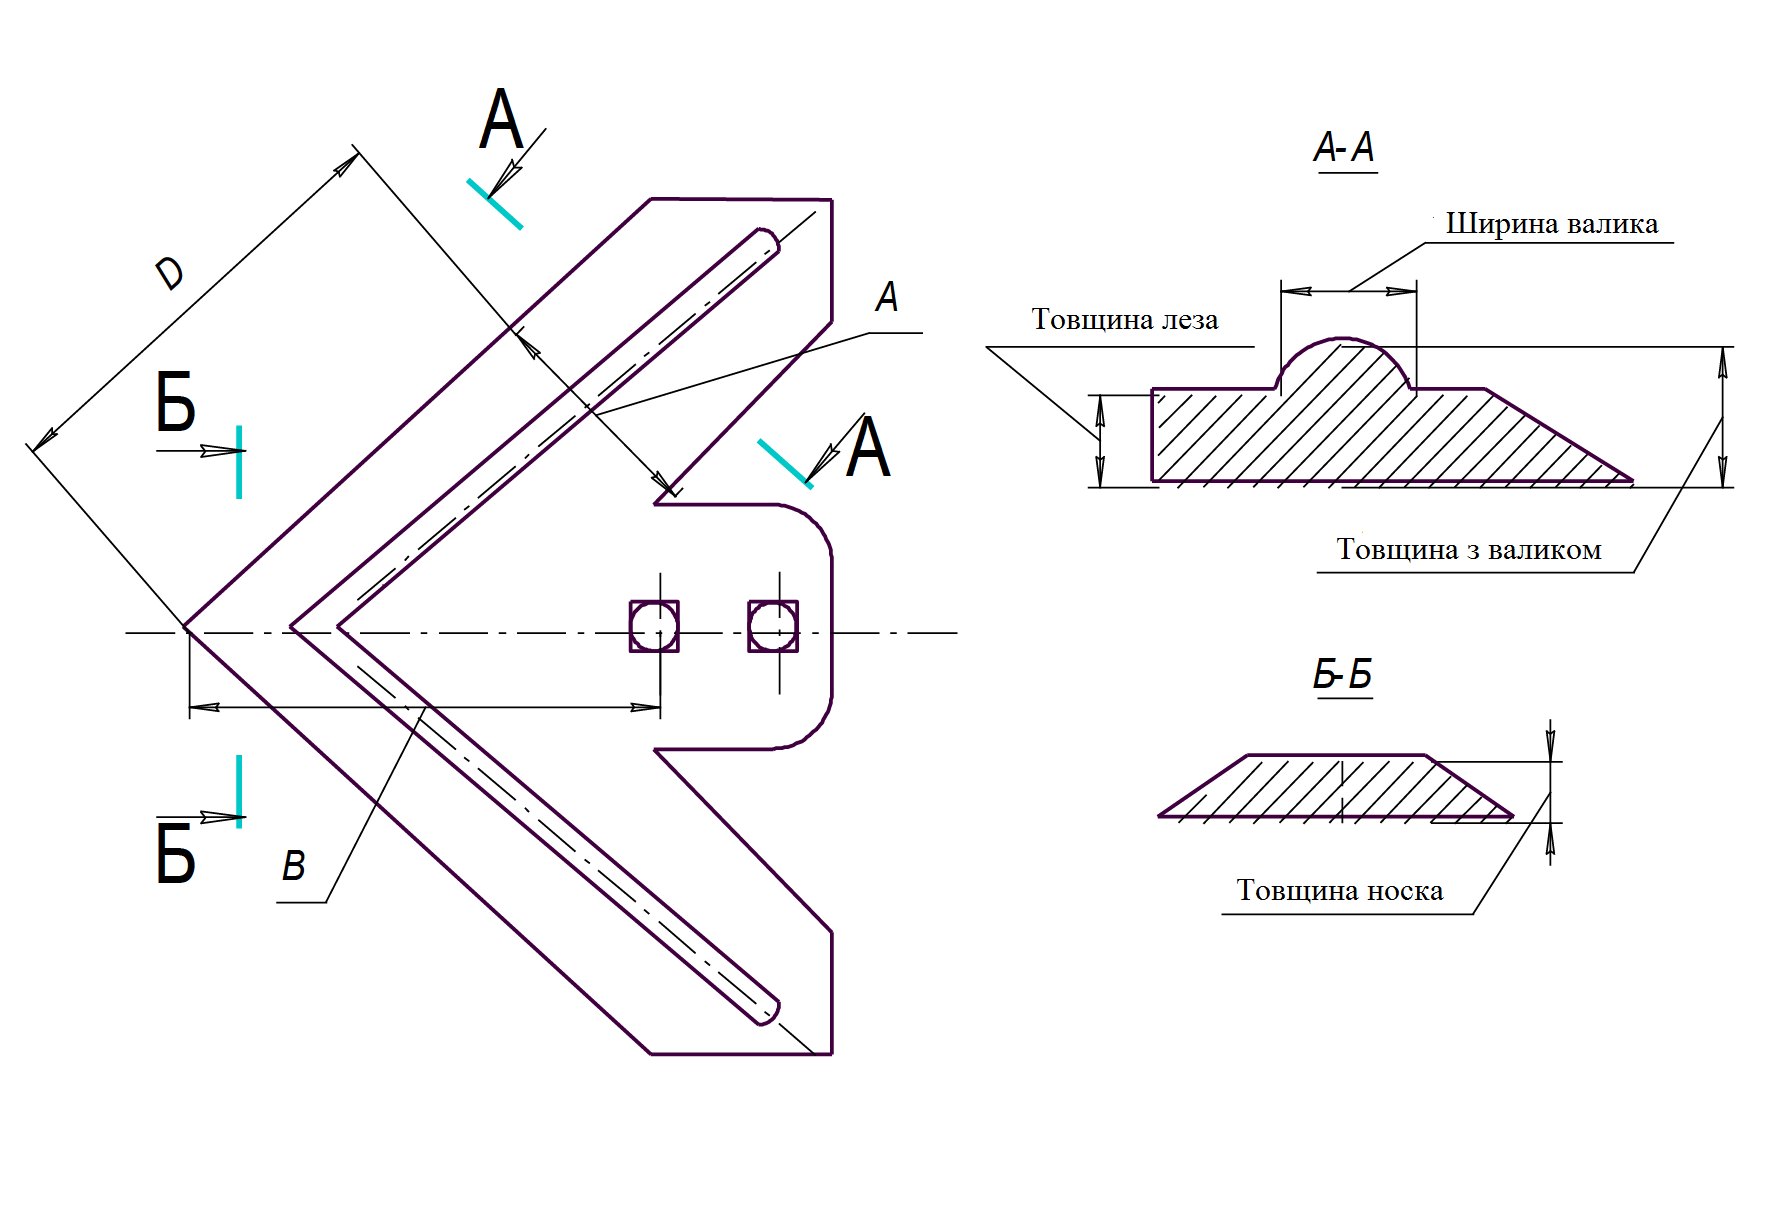 А
D
А
Б
А
Б
В
А-А
Ширина валика
Товщина леза
Товщина з валиком
Б-Б
Товщина носка